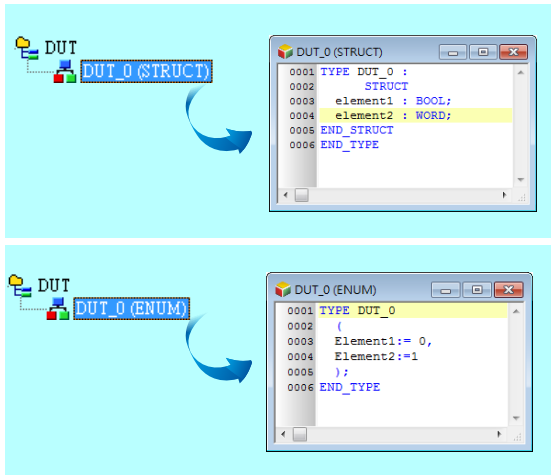 DUT
DUT_0 (STRUCT)
DUT_0 (STRUCT)
0001 TYPE DUT_0 :
0002 STRUCT
0003 element1 : BOOL;
0004 element2 : WORD;
0005 END_STRUCT
0006 END_TYPE
DUT
DUT_0 (ENUM)
DUT_0 (ENUM)
0001 TYPE DUT_0
0002 (
0003 Element1:= 0,
0004 Element2:=1
0005 );
0006 END_TYPE